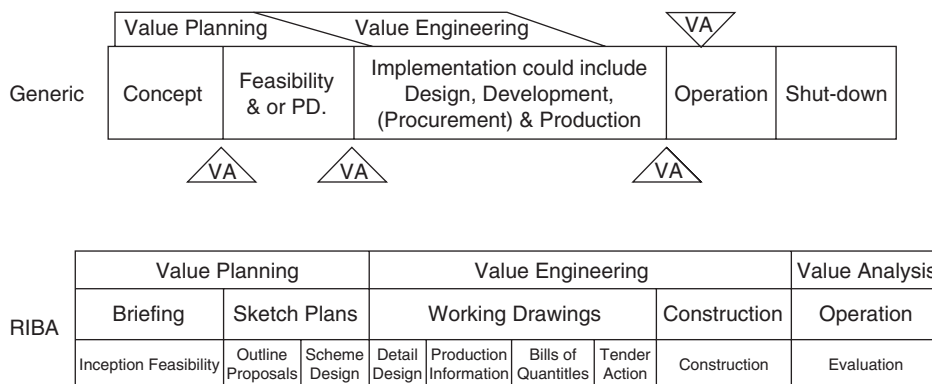 Value Planning
Value Engineering
VA
Generic
Concept
Feasibility
& or PD.
Implementation could include
Design, Development,
(Procurement) & Production
Operation
Shut-down
VA
VA
VA
RIBA
Value Planning
Value Engineering
Value Analysis
Briefing
Sketch Plans
Working Drawings
Construction
Operation
Inception Feasibility
Outline
Proposals
Scheme
Design
Detail
Design
Production
Information
Bills of
Quantitles
Tender
Action
Construction
Evaluation